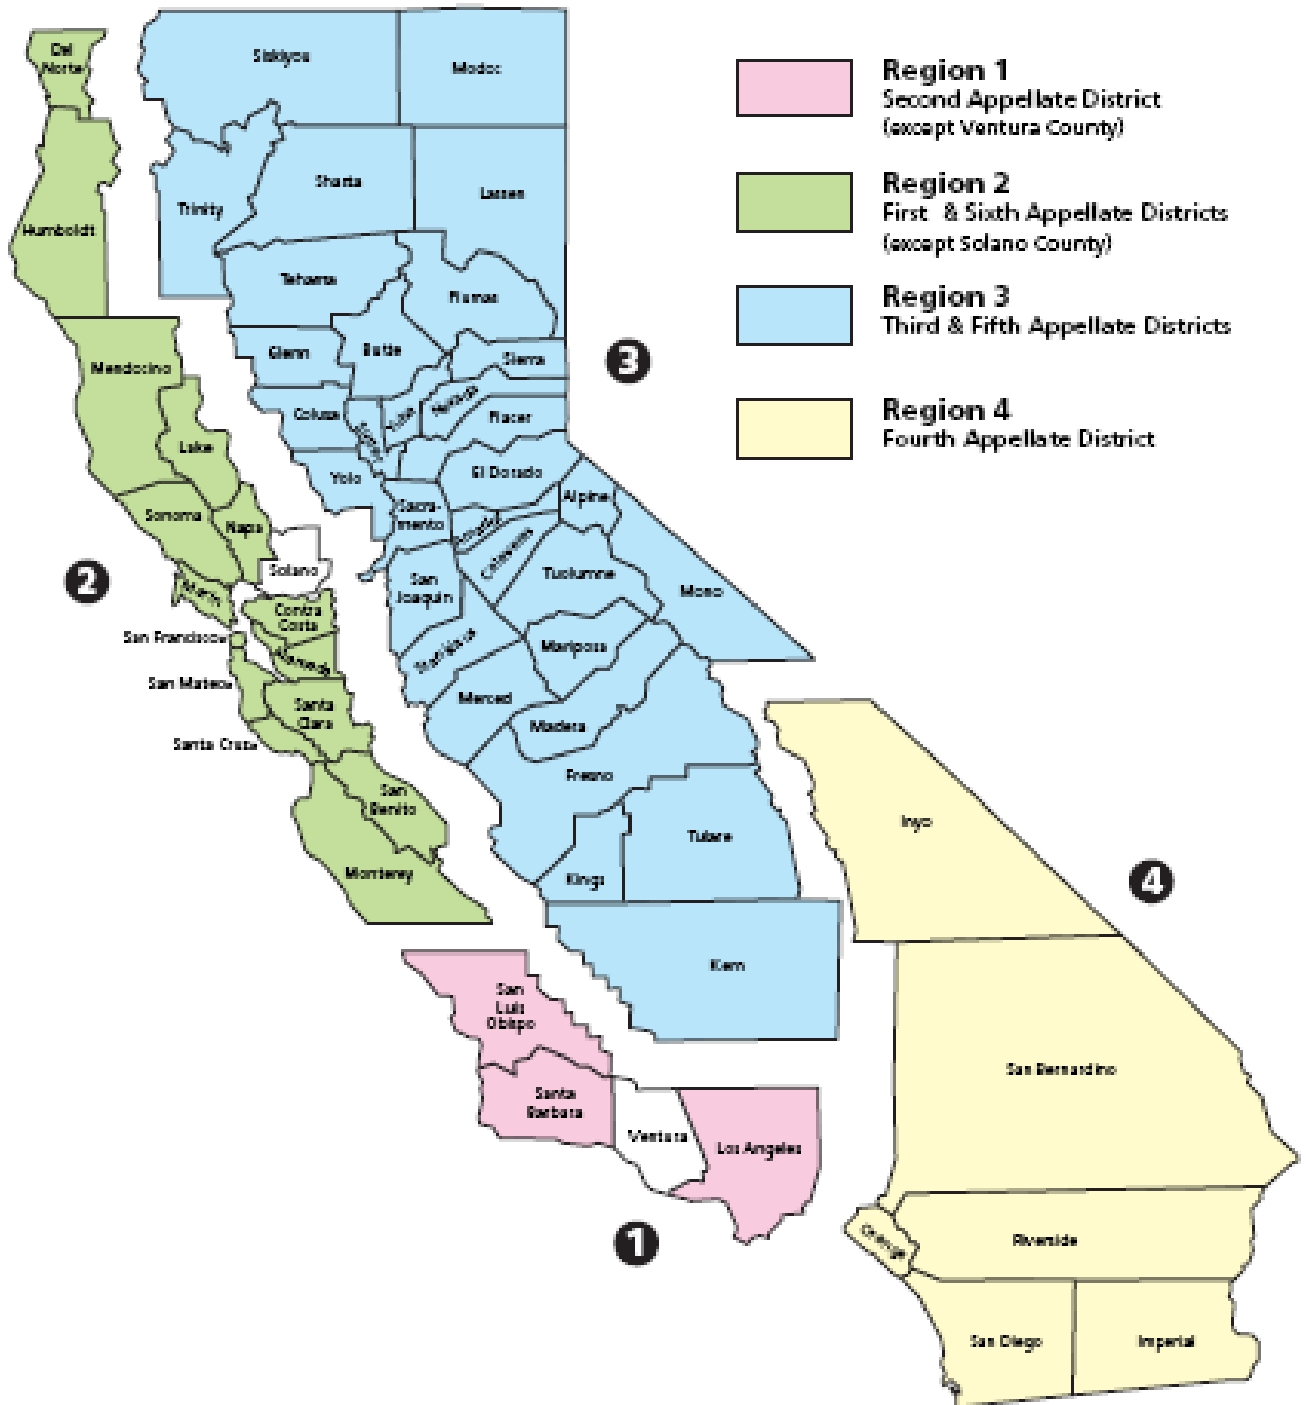 Region 1
Second Appellate District
(except Ventura County)
Region 2
First & Sixth Appellate Districts
(except Solano County)
Region 3
Third & Fifth Appellate Districts
Region 4
Fourth Appellate District
Del
Norte
Siskiyou
Modoc
Humboldt
Trinity
Shasta
Lassen
Tehama
Plumas
Mendocino
Glenn
Butte
Sierra
3
Colusa
Sutter
Yuba
Nevada
Placer
Lake
Yolo
El Dorado
Sonoma
Napa
Sacra-
mento
Alpine
Amador
Calaveras
Solano
2
Marin
San
Joaquin
Tuolumne
Mono
Contra
Costa
San Francisco
Alameda
Stanislaus
Mariposa
San Mateo
Santa
Clara
Merced
Madera
Santa Cruz
Fresno
San
Benito
Monterey
Kings
Tulare
Inyo
4
Kern
San
Luis
Obispo
Santa
Barbara
Ventura
Los Angeles
San Bernardino
1
Orange
Riverside
San Diego
Imperial